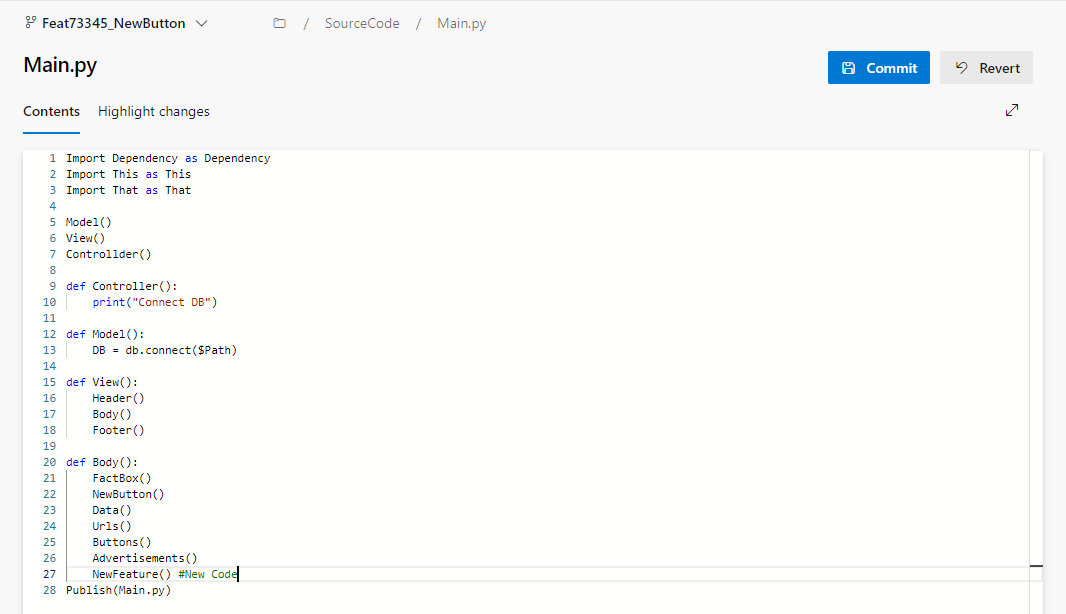 Feat73345_NewButton
/ SourceCode / Main.py
Main.py
Commit
Revert
Contents
Highlight changes
1 Import Dependency as Dependency
2 Import This as This
3 Import That as That
4
5 Model()
6 View()
7 Controllder()
8
9 def Controller():
10 print("Connect DB")
11
12 def Model():
13 DB = db.connect($Path)
14
15 def View():
16 Header()
17 Body()
18 Footer()
19
20 def Body():
21 FactBox()
22 NewButton()
23 Data()
24 Urls()
25 Buttons()
26 Advertisements()
27 NewFeature() #New Code
28 Publish(Main.py)